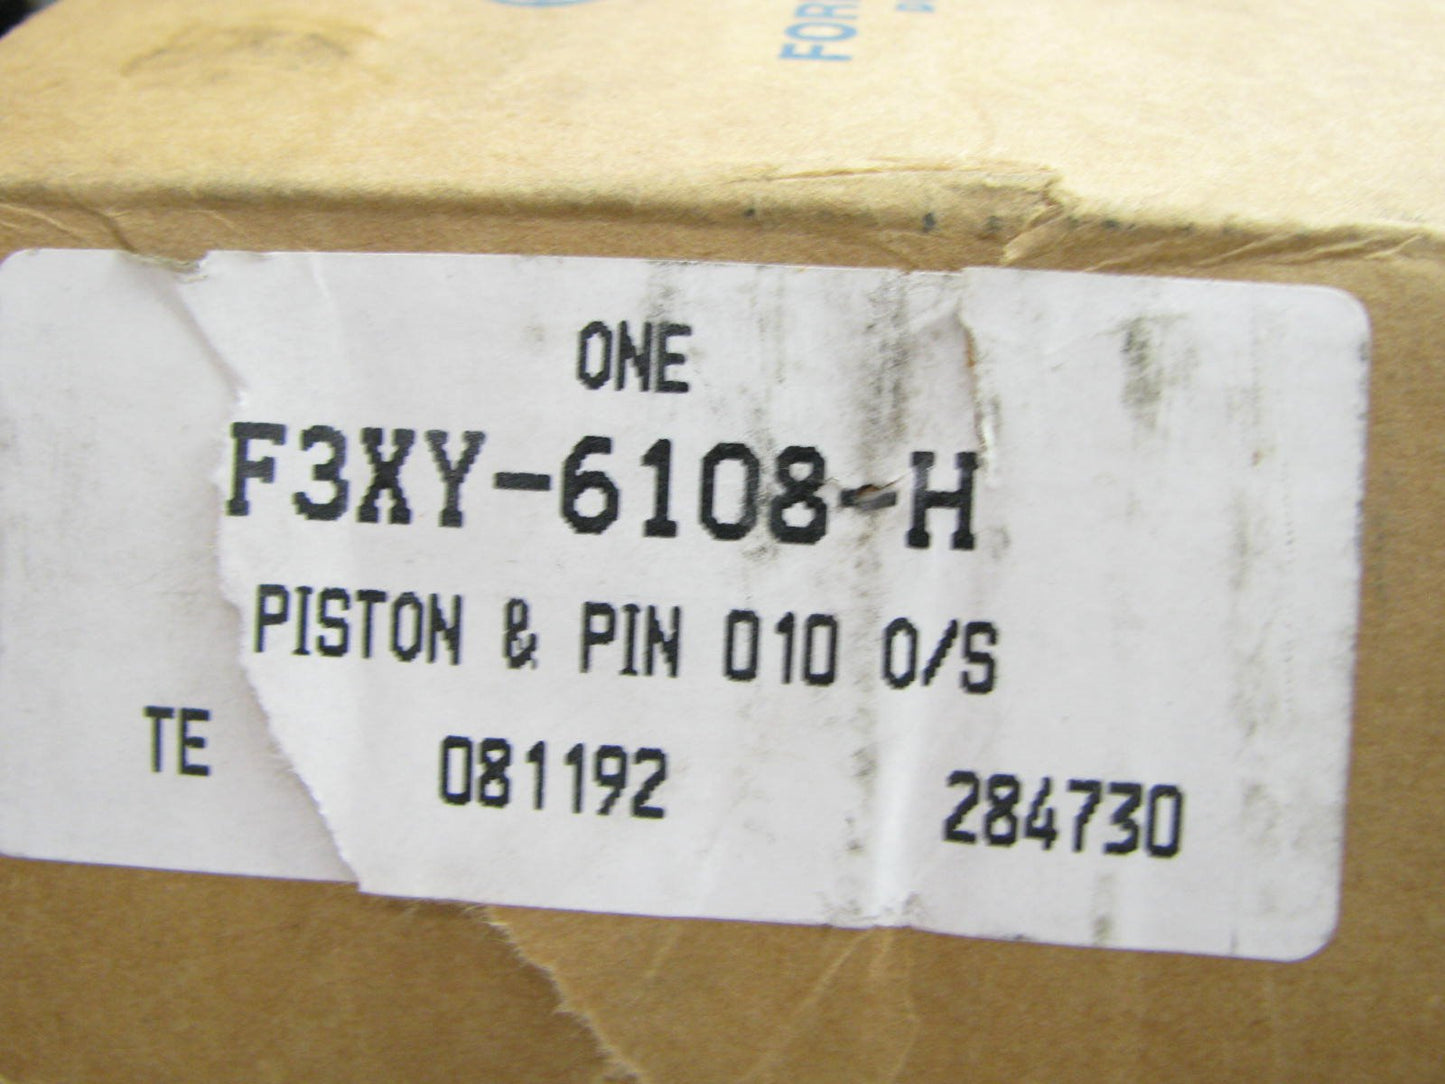 ONE
F3XY-6108-H
PISTON & PIN 010 O/S
TE 081192 284730